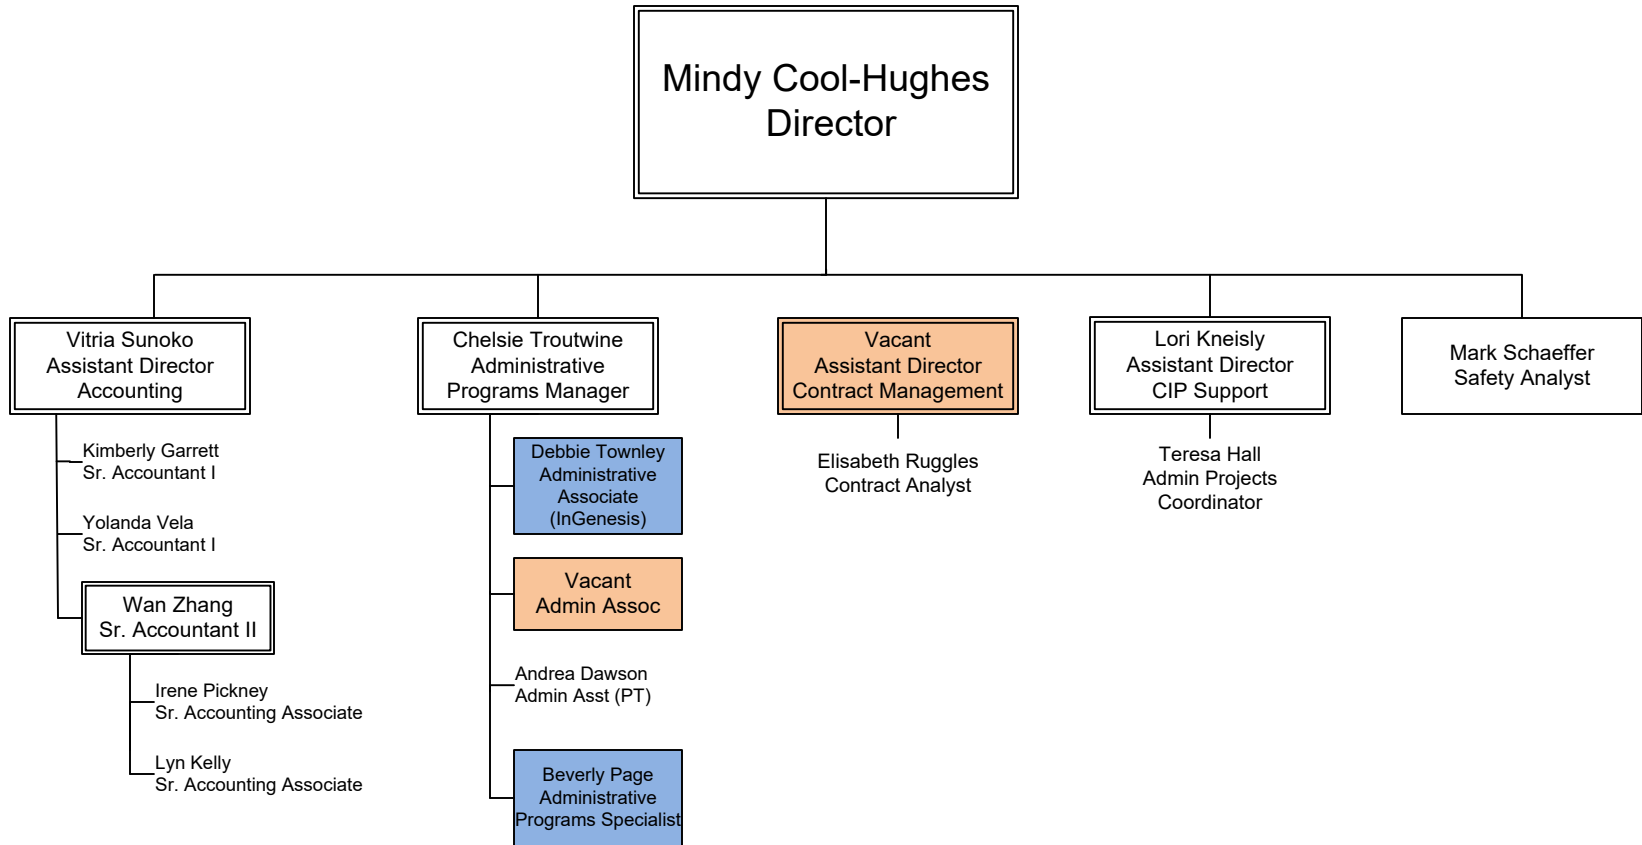 Mindy Cool-Hughes
Director
Vitria Sunoko
Assistant Director
Accounting
Kimberly Garrett
Sr. Accountant I
Yolanda Vela
Sr. Accountant I
Wan Zhang
Sr. Accountant II
Irene Pickney
Sr. Accounting Associate
Lyn Kelly
Sr. Accounting Associate
Chelsie Troutwine
Administrative
Programs Manager
Debbie Townley
Administrative
Associate
(InGenesis)
Vacant
Admin Assoc
Andrea Dawson
Admin Asst (PT)
Beverly Page
Administrative
Programs Specialist
Vacant
Assistant Director
Contract Management
Elisabeth Ruggles
Contract Analyst
Lori Kneisly
Assistant Director
CIP Support
Teresa Hall
Admin Projects
Coordinator
Mark Schaeffer
Safety Analyst